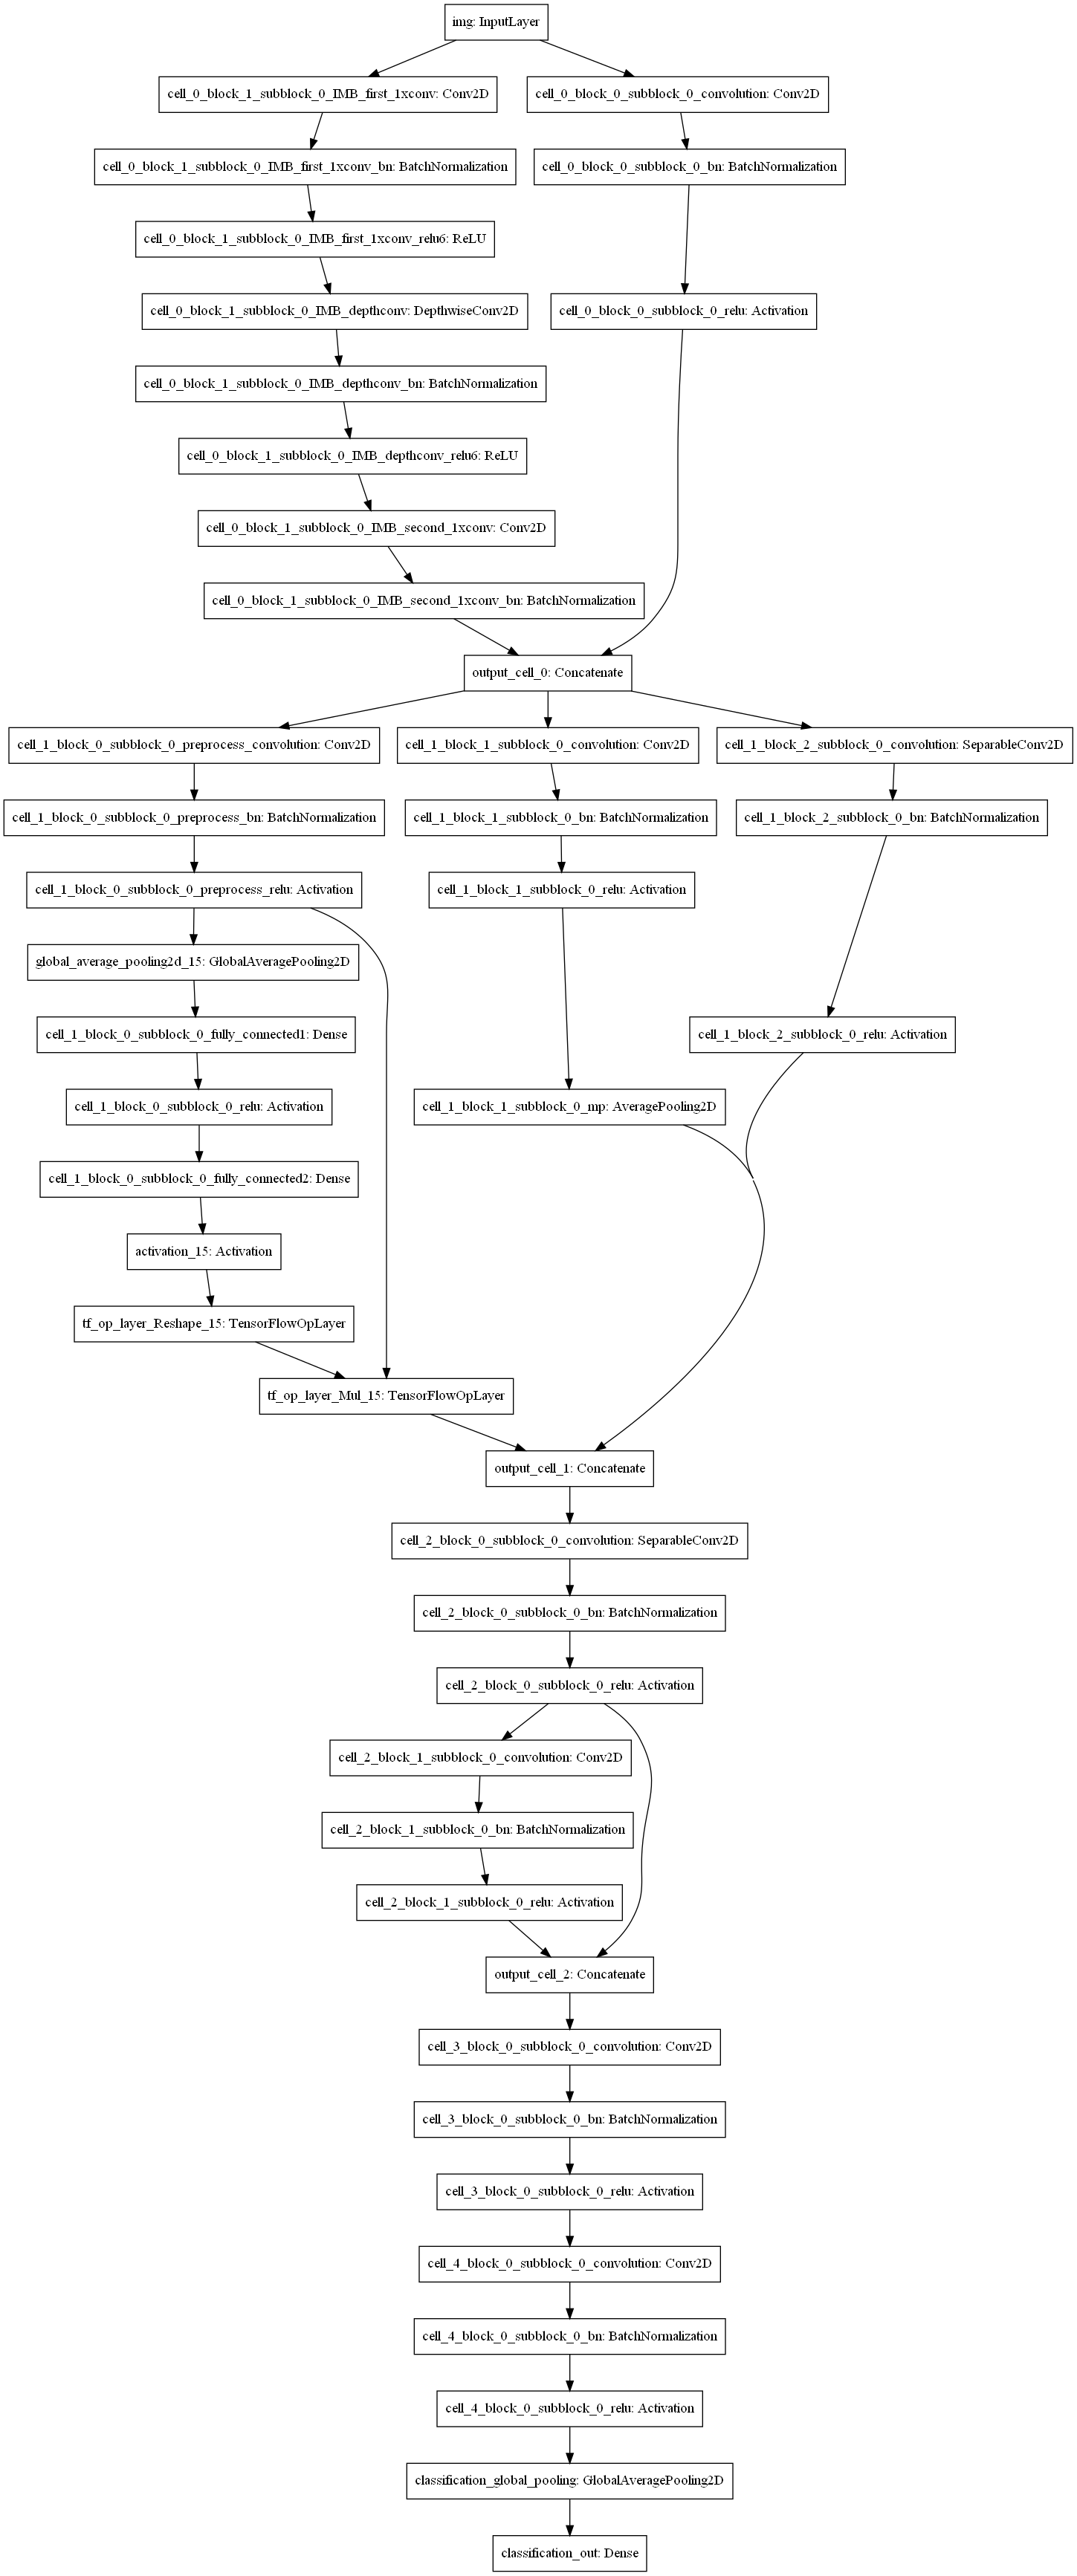 img: InputLayer
cell_0_block_1_subblock_0_IMB_first_1xconv: Conv2D
cell_0_block_0_subblock_0_convolution: Conv2D
cell_0_block_1_subblock_0_IMB_first_1xconv_bn: BatchNormalization
cell_0_block_0_subblock_0_bn: BatchNormalization
cell_0_block_1_subblock_0_IMB_first_1xconv_relu6: ReLU
cell_0_block_1_subblock_0_IMB_depthconv: DepthwiseConv2D
cell_0_block_0_subblock_0_relu: Activation
cell_0_block_1_subblock_0_IMB_depthconv_bn: BatchNormalization
cell_0_block_1_subblock_0_IMB_depthconv_relu6: ReLU
cell_0_block_1_subblock_0_IMB_second_1xconv: Conv2D
cell_0_block_1_subblock_0_IMB_second_1xconv_bn: BatchNormalization
output_cell_0: Concatenate
cell_1_block_0_subblock_0_preprocess_convolution: Conv2D
cell_1_block_1_subblock_0_convolution: Conv2D
cell_1_block_2_subblock_0_convolution: SeparableConv2D
cell_1_block_0_subblock_0_preprocess_bn: BatchNormalization
cell_1_block_1_subblock_0_bn: BatchNormalization
cell_1_block_2_subblock_0_bn: BatchNormalization
cell_1_block_0_subblock_0_preprocess_relu: Activation
cell_1_block_1_subblock_0_relu: Activation
global_average_pooling2d_15: GlobalAveragePooling2D
cell_1_block_0_subblock_0_fully_connected1: Dense
cell_1_block_2_subblock_0_relu: Activation
cell_1_block_0_subblock_0_relu: Activation
cell_1_block_1_subblock_0_mp: AveragePooling2D
cell_1_block_0_subblock_0_fully_connected2: Dense
activation_15: Activation
tf_op_layer_Reshape_15: TensorFlowOpLayer
tf_op_layer_Mul_15: TensorFlowOpLayer
output_cell_1: Concatenate
cell_2_block_0_subblock_0_convolution: SeparableConv2D
cell_2_block_0_subblock_0_bn: BatchNormalization
cell_2_block_0_subblock_0_relu: Activation
cell_2_block_1_subblock_0_convolution: Conv2D
cell_2_block_1_subblock_0_bn: BatchNormalization
cell_2_block_1_subblock_0_relu: Activation
output_cell_2: Concatenate
cell_3_block_0_subblock_0_convolution: Conv2D
cell_3_block_0_subblock_0_bn: BatchNormalization
cell_3_block_0_subblock_0_relu: Activation
cell_4_block_0_subblock_0_convolution: Conv2D
cell_4_block_0_subblock_0_bn: BatchNormalization
cell_4_block_0_subblock_0_relu: Activation
classification_global_pooling: GlobalAveragePooling2D
classification_out: Dense